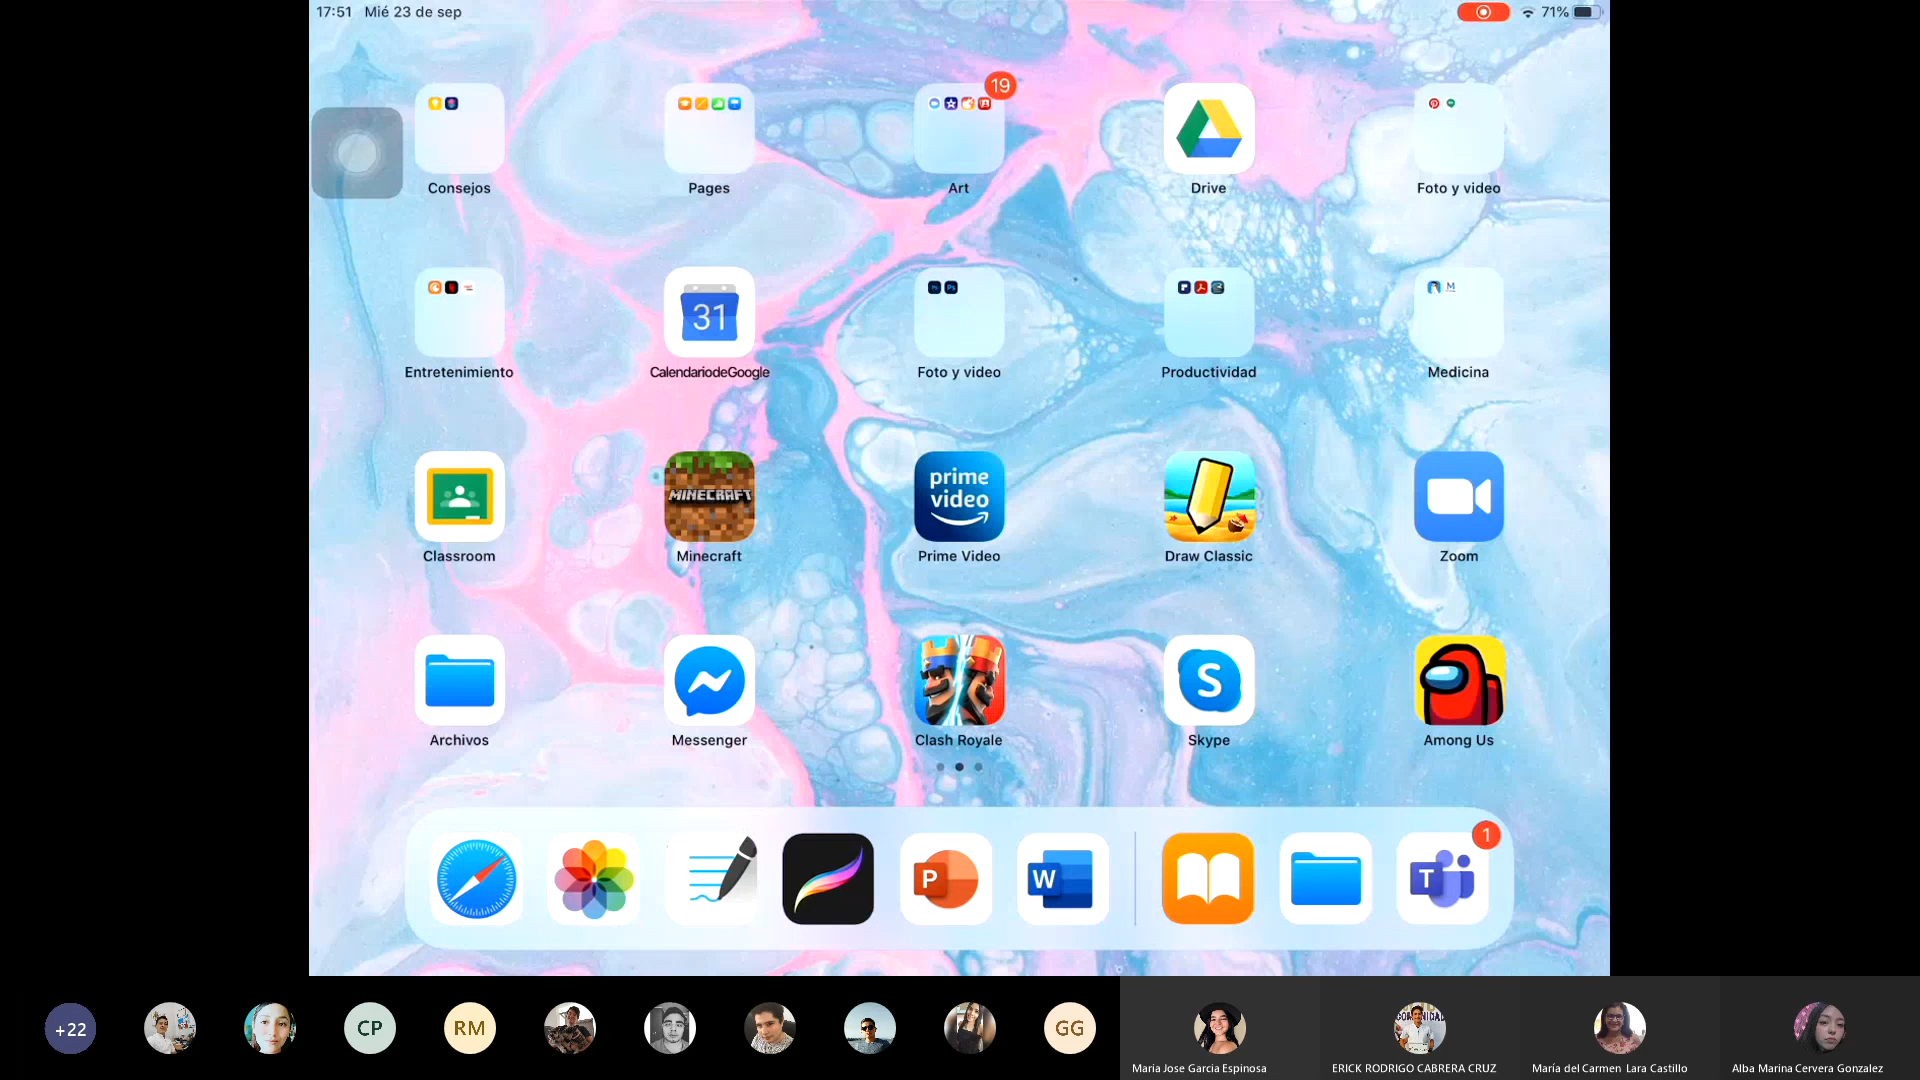 17:51 Mié 23 de sep
71%
19
Consejos
Pages
Art
Drive
Foto y video
31
Entretenimiento
CalendariodeGoogle
Foto y video
Productividad
Medicina
MINECRAFT
prime
video
Classroom
Minecraft
Prime Video
Draw Classic
Zoom
S
Archivos
Messenger
Clash Royale
Skype
Among Us
1
P
W
T
+22
CP
RM
GG
Maria Jose Garcia Espinosa
ERICK RODRIGO CABRERA CRUZ
María del Carmen Lara Castillo
Alba Marina Cervera Gonzalez